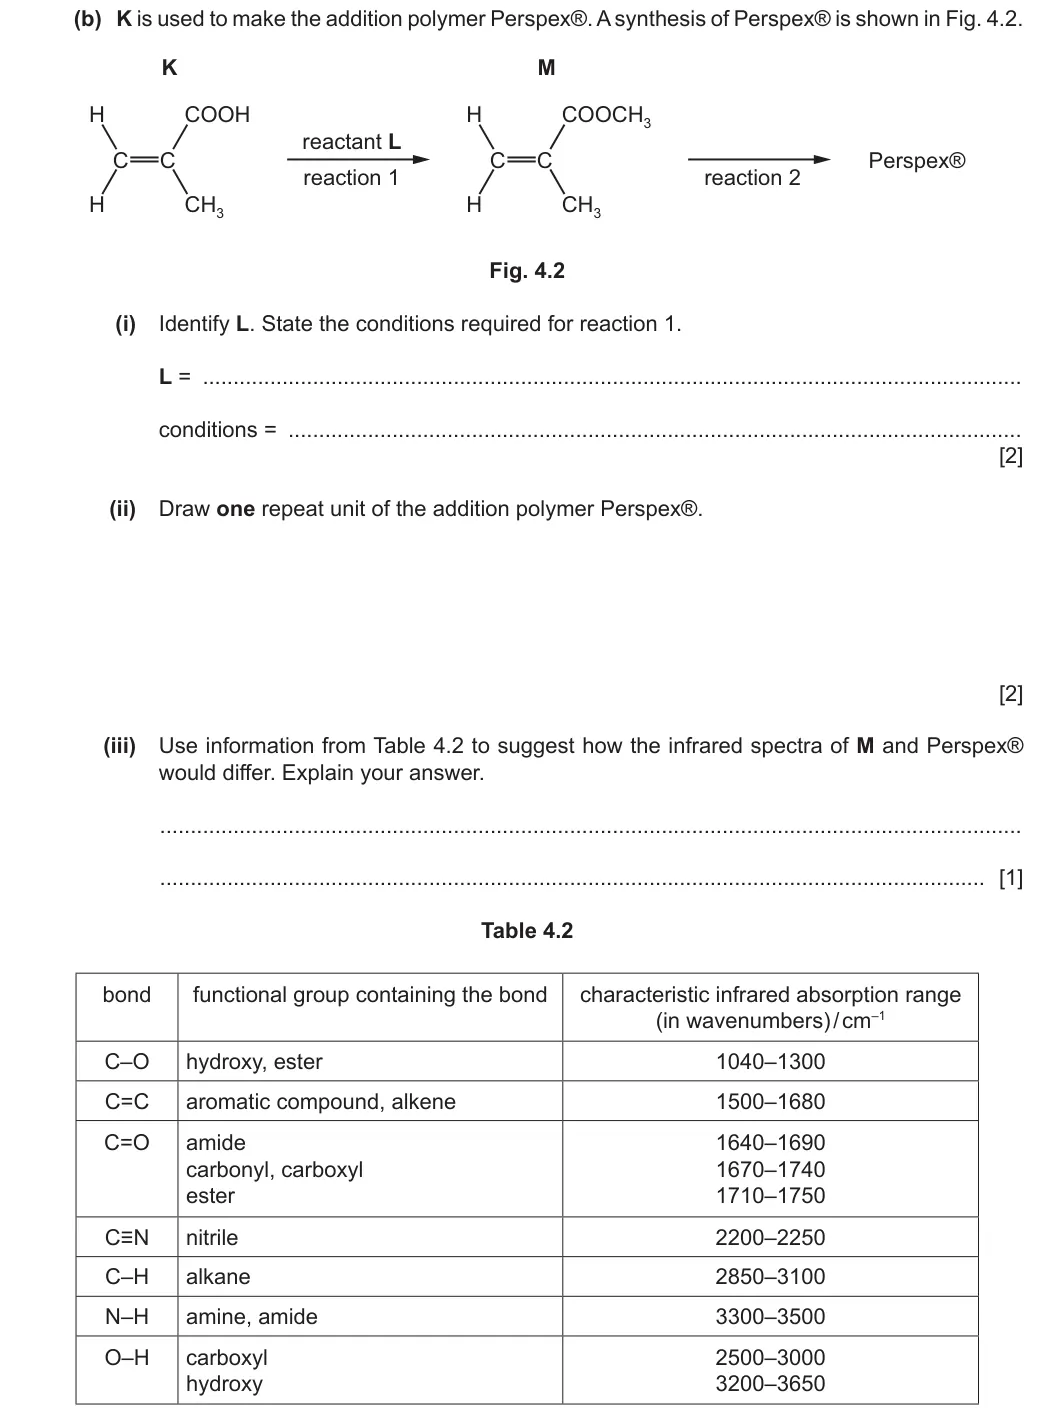 (b) K is used to make the addition polymer Perspex®. A synthesis of Perspex® is shown in Fig. 4.2.
K
M
H COOH
H COOCH₃
reactant L
C=C
C=C
Perspex®
reaction 1
reaction 2
H CH₃
H CH₃
Fig. 4.2
(i) Identify L. State the conditions required for reaction 1.
L = ........................................................................................................................................
conditions = ..........................................................................................................................
[2]
(ii) Draw one repeat unit of the addition polymer Perspex®.
[2]
(iii) Use information from Table 4.2 to suggest how the infrared spectra of M and Perspex®
would differ. Explain your answer.
...............................................................................................................................................
......................................................................................................................................... [1]
Table 4.2
bond functional group containing the bond characteristic infrared absorption range
(in wavenumbers)/cm⁻¹
C–O hydroxy, ester 1040–1300
C=C aromatic compound, alkene 1500–1680
C=O amide 1640–1690
carbonyl, carboxyl 1670–1740
ester 1710–1750
C≡N nitrile 2200–2250
C–H alkane 2850–3100
N–H amine, amide 3300–3500
O–H carboxyl 2500–3000
hydroxy 3200–3650